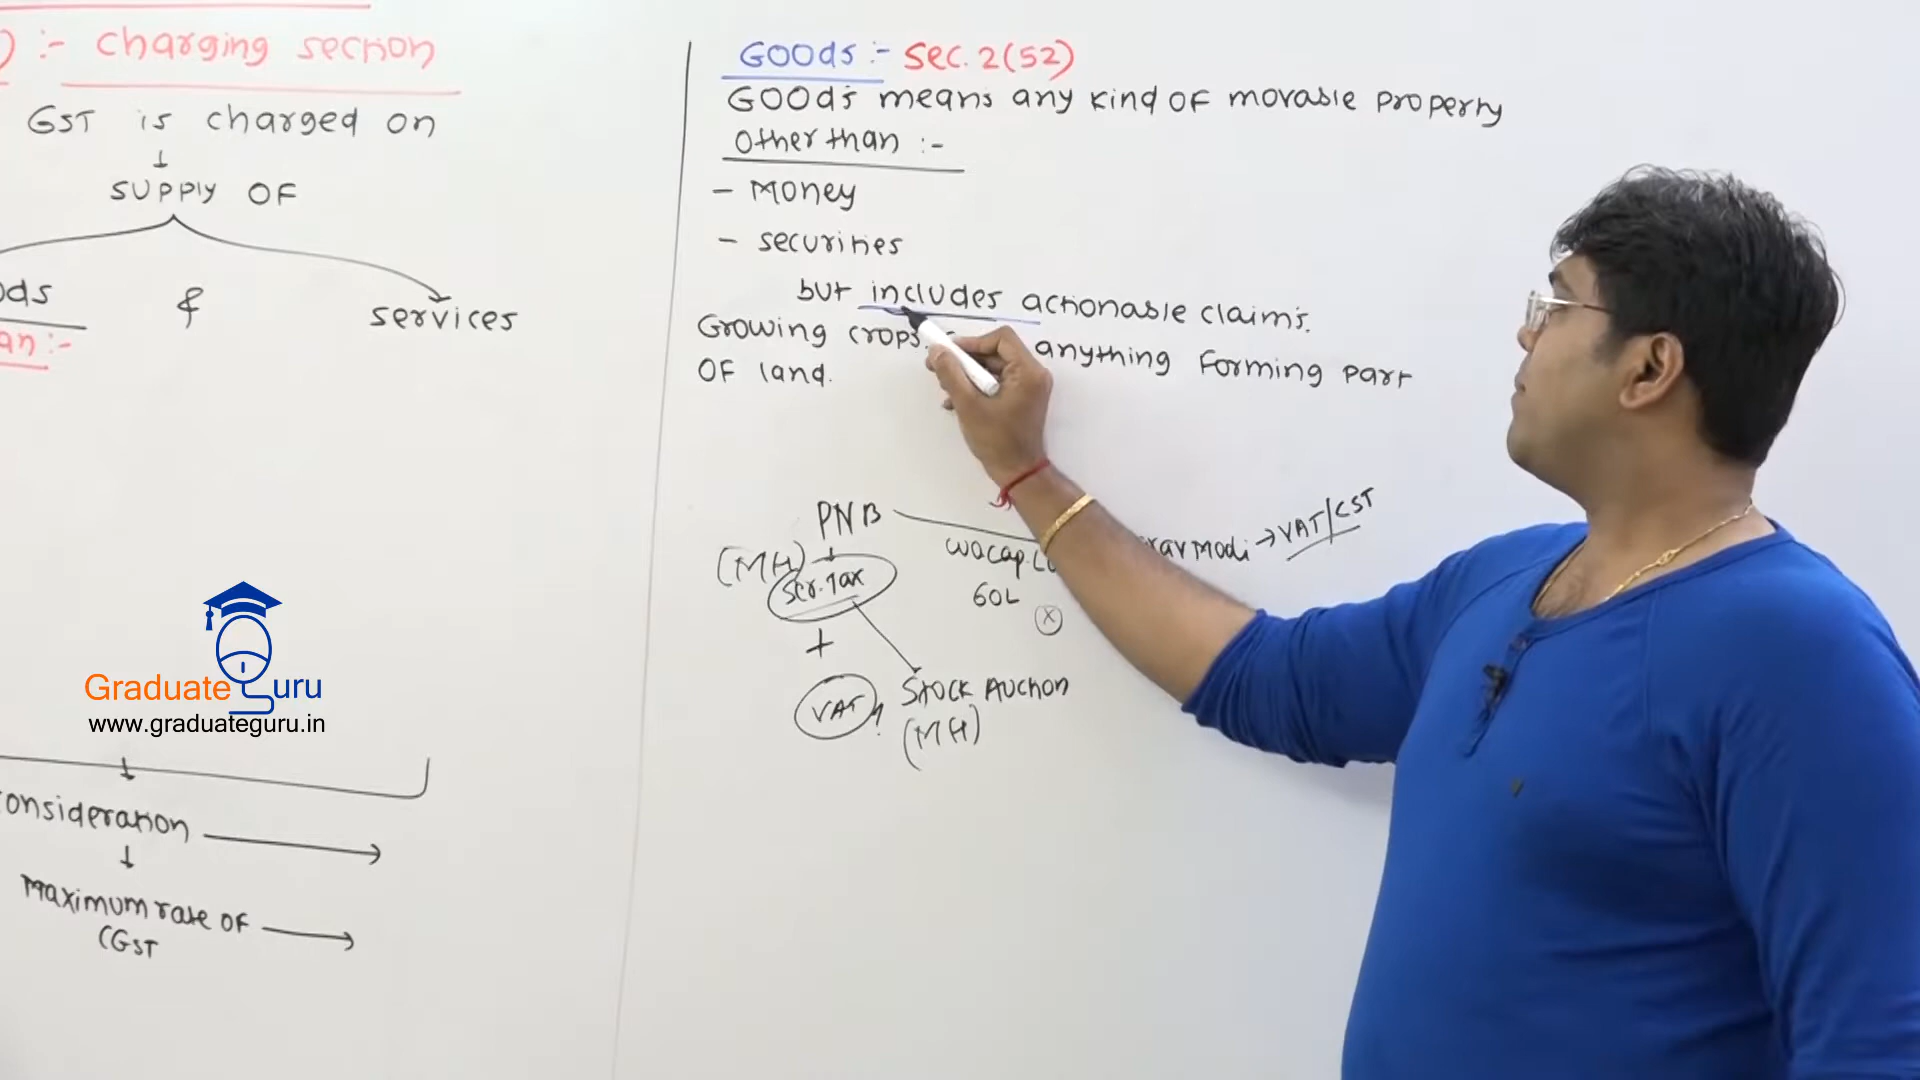 ) :- charging section
GST is charged on
SUPPLY OF
ods & services
an :-
Graduate Guru
www.graduateguru.in
onsideration
Maximum rate of
CGST
GOODS :- Sec. 2(52)
GOODS means any kind OF movable property
Other than :-
- Money
- securities
but includes actionable claims.
Growing crops. anything Forming part
OF land.
PNB
(MH)
Ser. Tax
+
VAT
60L
X
Stock Auction
(MH)
rav Modi → VAT/CST